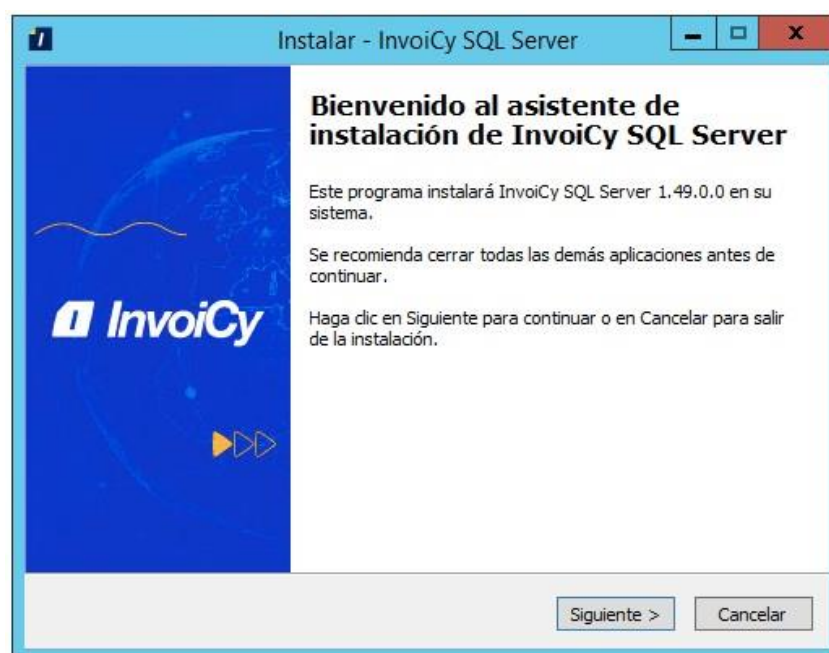 Instalar - InvoiCy SQL Server
Bienvenido al asistente de
instalación de InvoiCy SQL Server
Este programa instalará InvoiCy SQL Server 1.49.0.0 en su
sistema.
Se recomienda cerrar todas las demás aplicaciones antes de
continuar.
Haga clic en Siguiente para continuar o en Cancelar para salir
de la instalación.
InvoiCy
Siguiente >
Cancelar